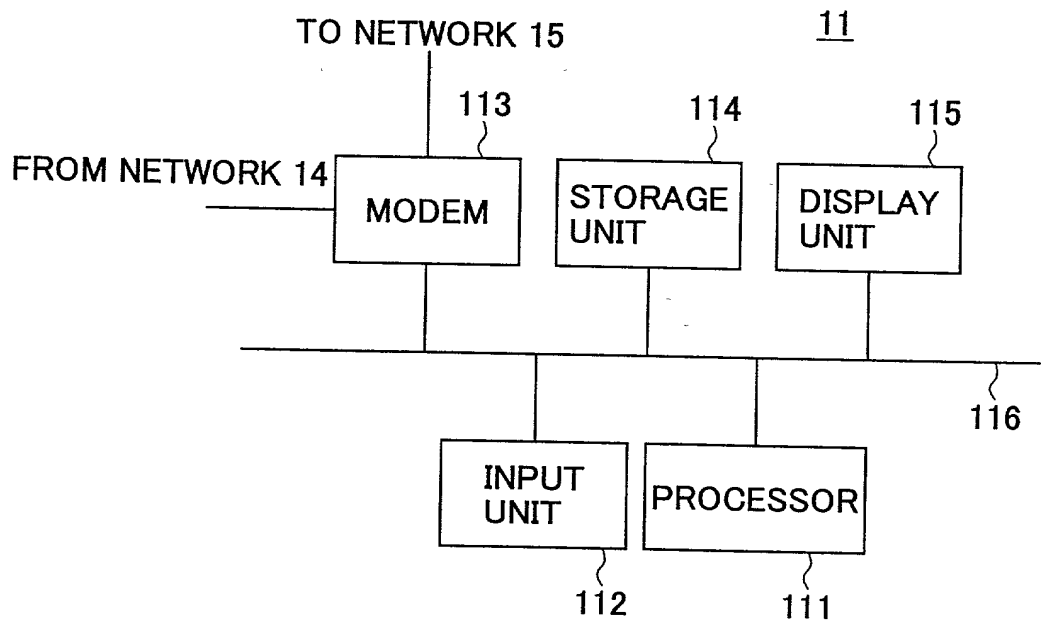 TO NETWORK 15
11
113
114
115
FROM NETWORK 14
MODEM
STORAGE
UNIT
DISPLAY
UNIT
116
INPUT
UNIT
PROCESSOR
112
111